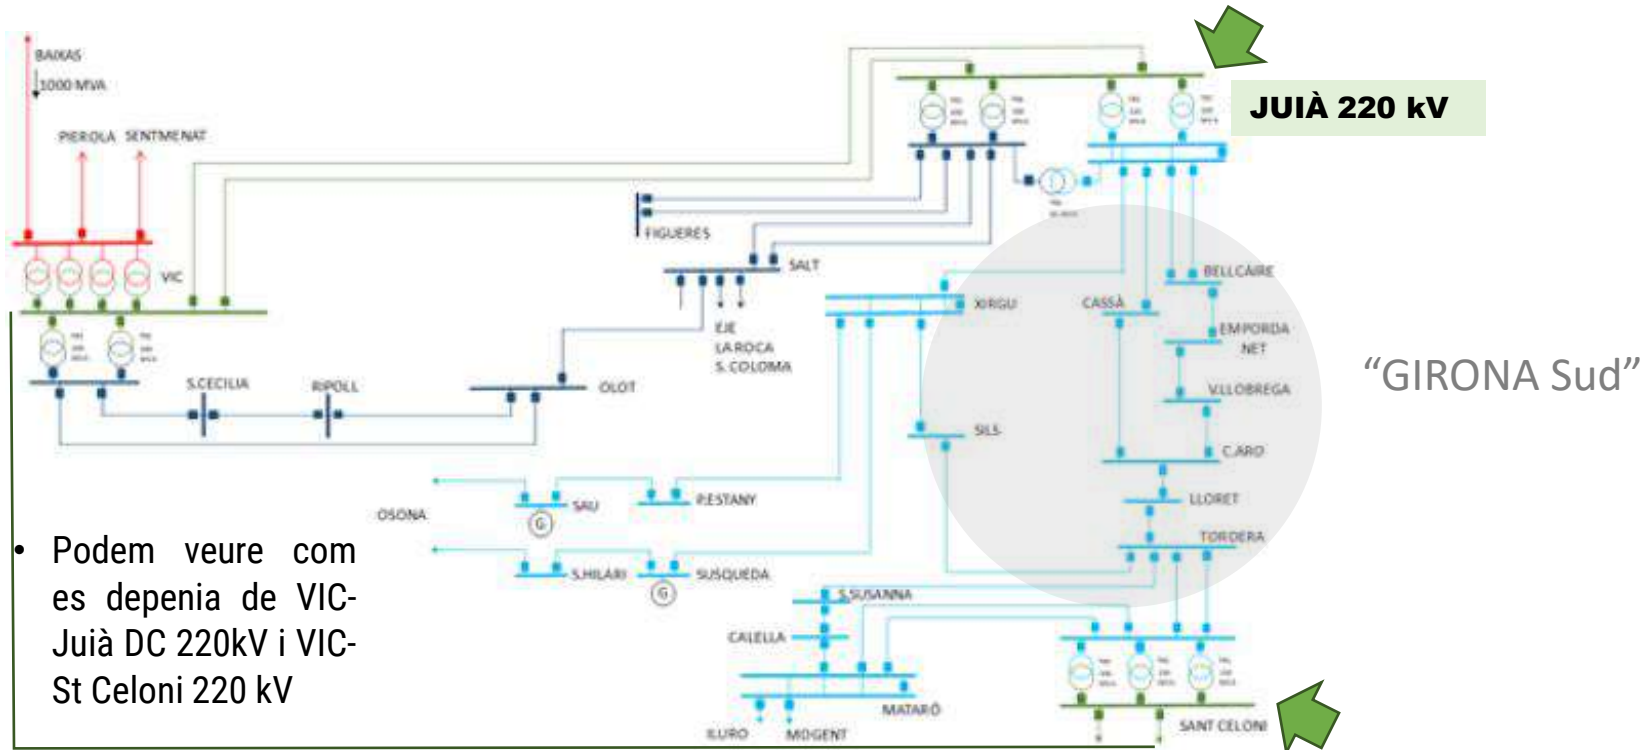 BAIXAS
1000 MVA
PIEROLA SENTMENAT
VIC
JUIÀ 220 kV
FIGUERES
SALT
EJE
LA ROCA
S. COLOMA
S.CECILIA
RIPOLL
OLOT
XIRGU
CASSÀ
BELLCAIRE
EMPORDA
NET
V.LLOBREGA
C.ARO
SILS
LLORET
TORDERA
"GIRONA Sud"
OSONA
SAU
G
P.ESTANY
S.HILARI
SUSQUEDA
G
S.SUSANNA
CALELLA
MATARÓ
ILURO
MOGENT
SANT CELONI
• Podem veure com
es depenia de VIC-
Juià DC 220kV i VIC-
St Celoni 220 kV